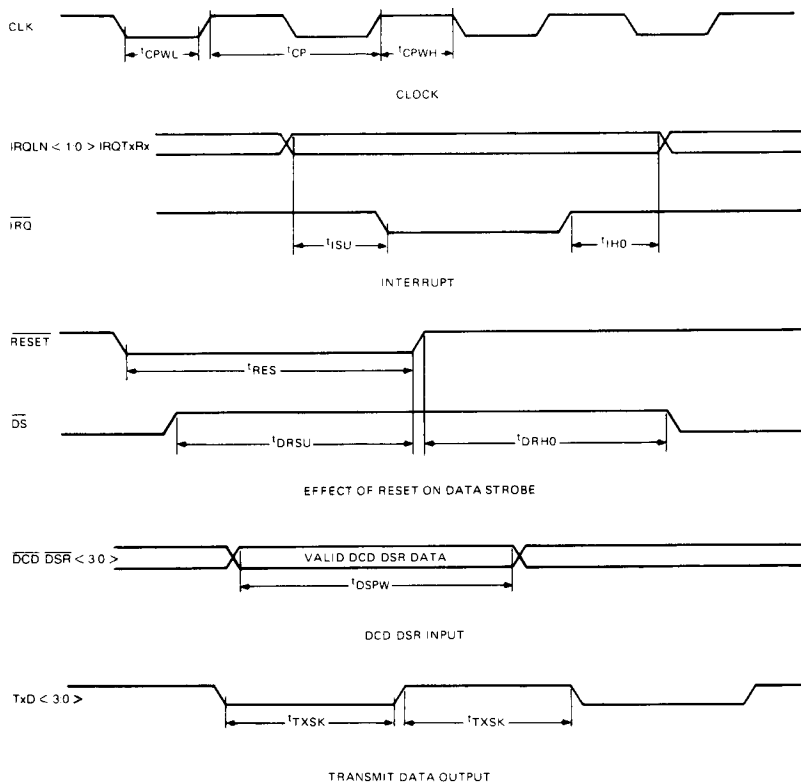 CLK
tCPWL
tCP
tCPWH
CLOCK
IRQLN < 1:0 > IRQTxRx
IRQ
tISU
tIH0
INTERRUPT
RESET
tRES
DS
tDRSU
tDRH0
EFFECT OF RESET ON DATA STROBE
DCD DSR < 3:0 >
VALID DCD DSR DATA
tDSPW
DCD DSR INPUT
TxD < 3:0 >
tTXSK
tTXSK
TRANSMIT DATA OUTPUT